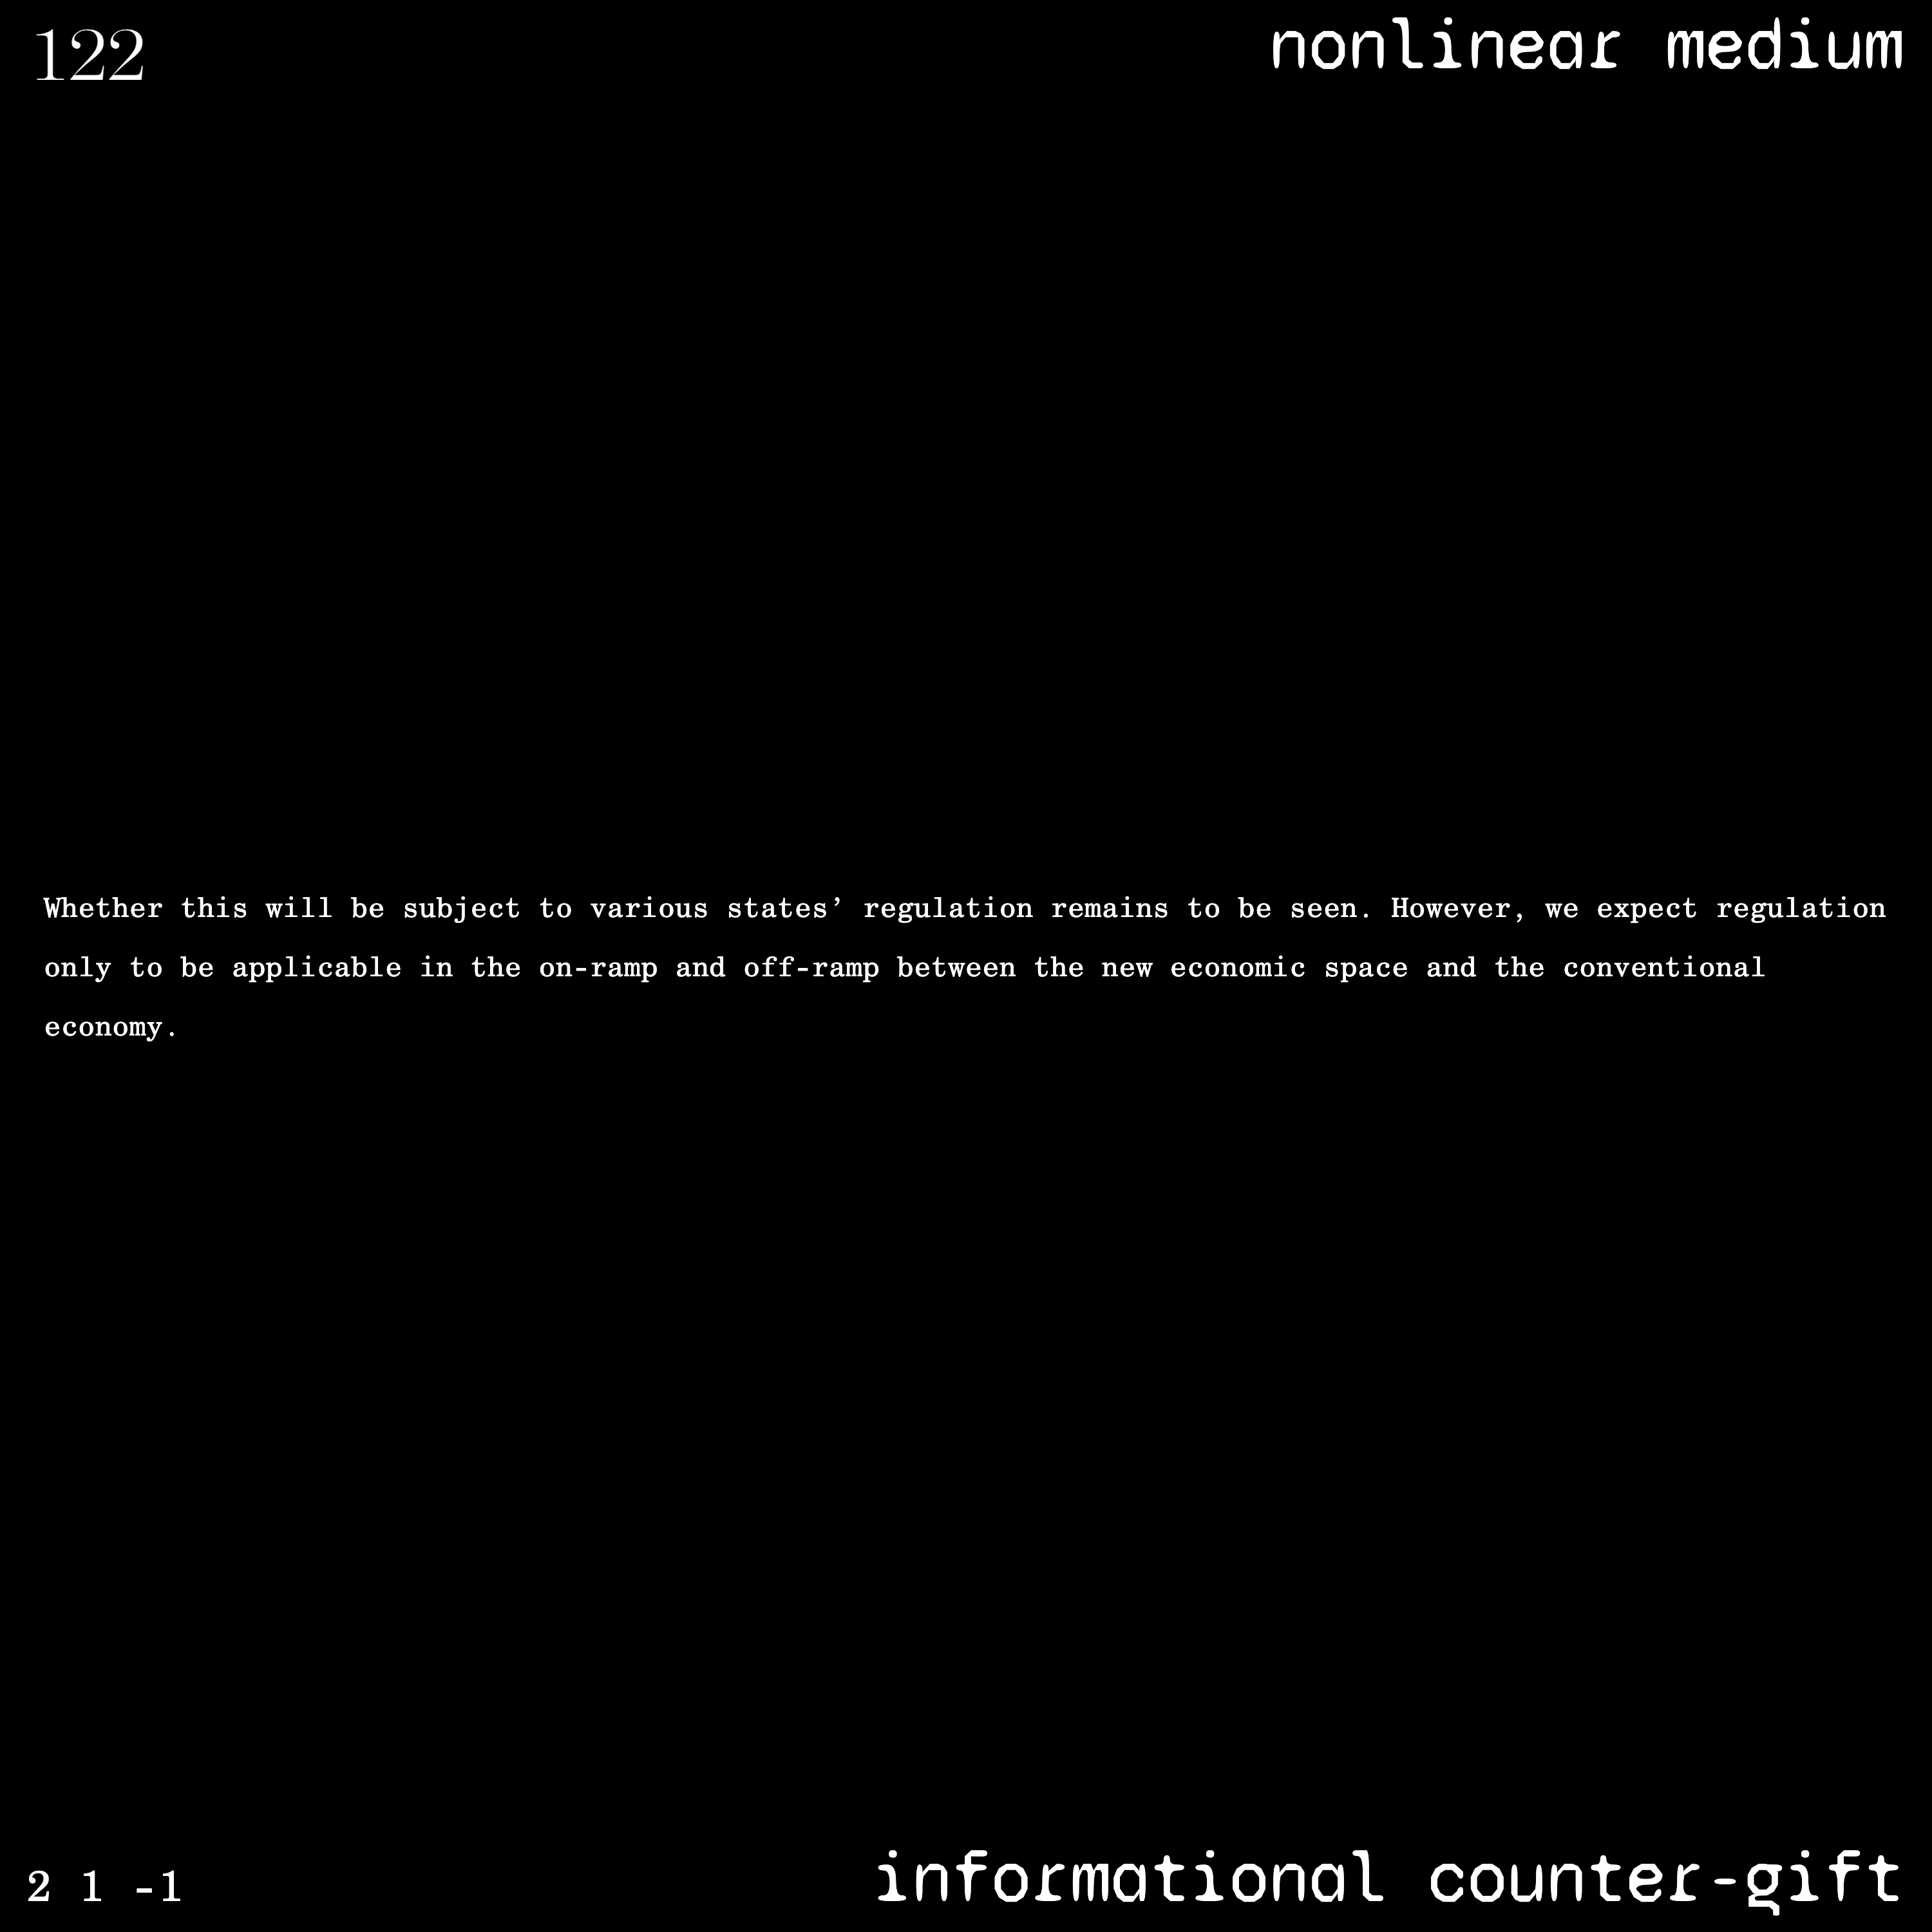 122
nonlinear medium
Whether this will be subject to various states’ regulation remains to be seen. However, we expect regulation
only to be applicable in the on-ramp and off-ramp between the new economic space and the conventional
economy.
2 1 -1
informational counter-gift